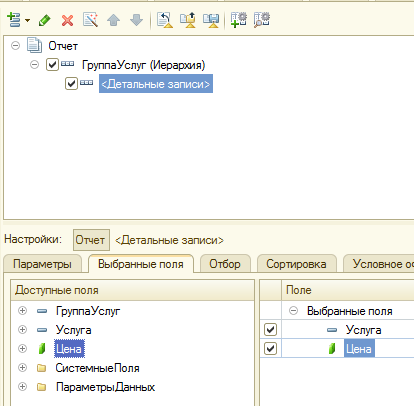 Отчет
ГруппаУслуг (Иерархия)
<Детальные записи>
Настройки: Отчет <Детальные записи>
Параметры Выбранные поля Отбор Сортировка Условное оф
Доступные поля
ГруппаУслуг
Услуга
Цена
СистемныеПоля
ПараметрыДанных
Поле
Выбранные поля
Услуга
Цена